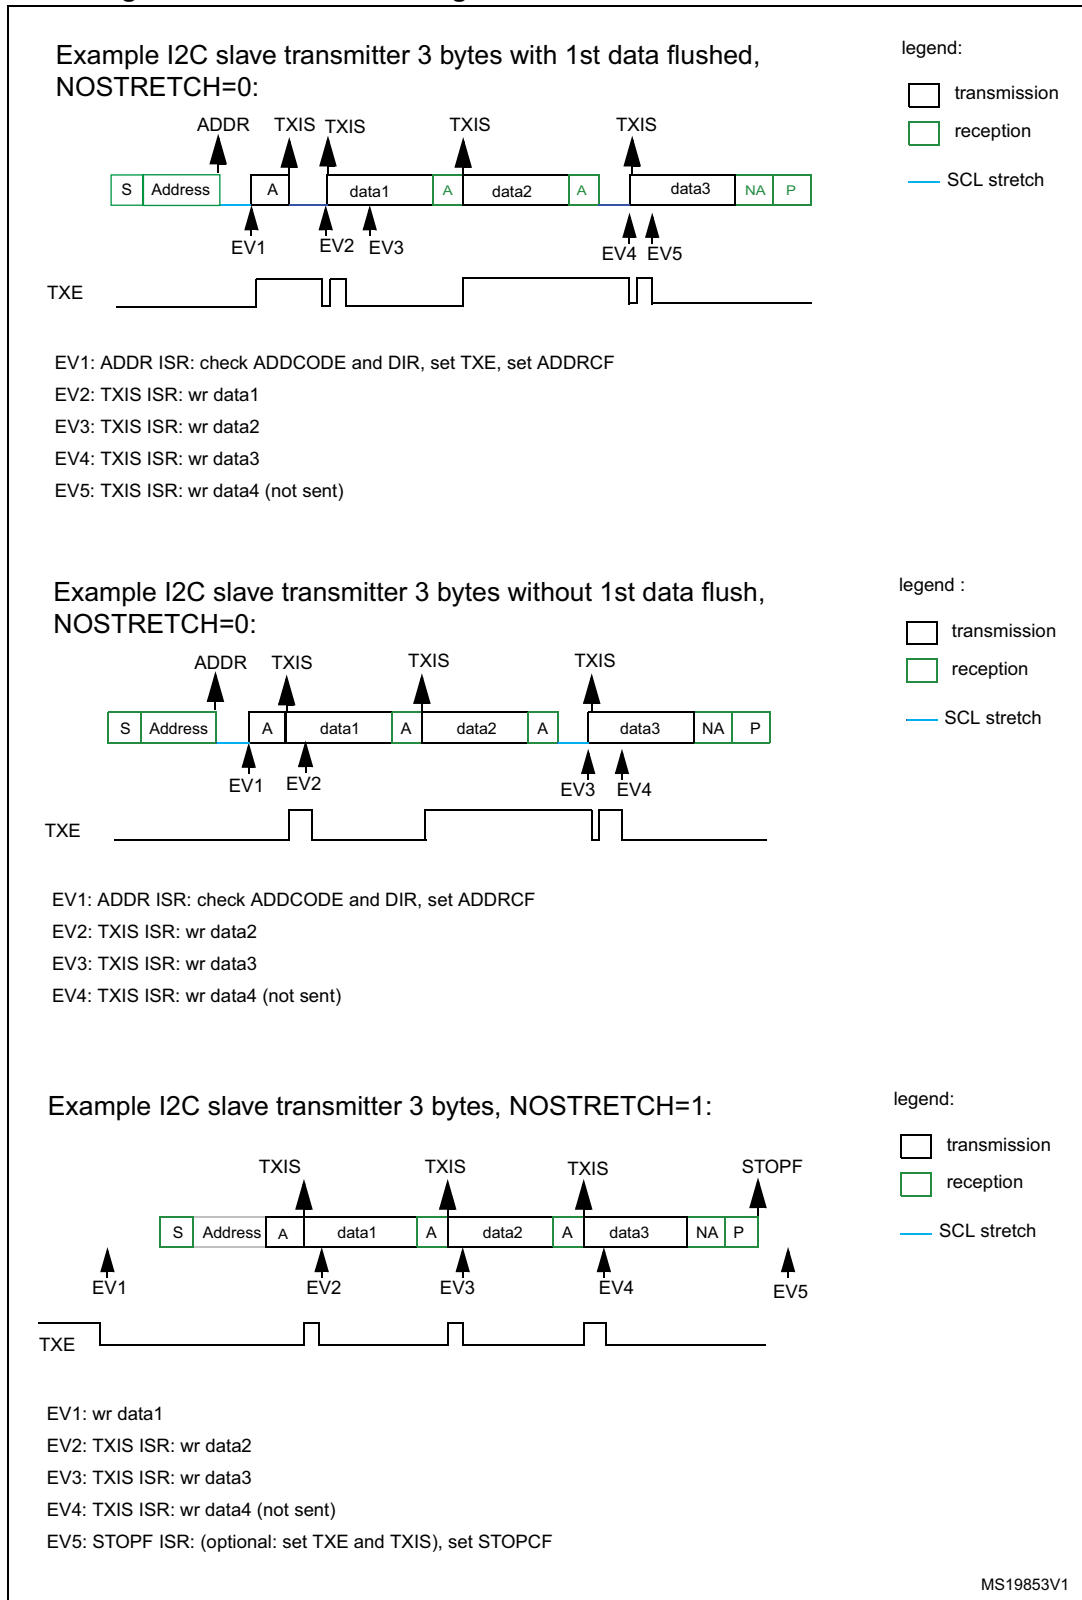 Example I2C slave transmitter 3 bytes with 1st data flushed,
NOSTRETCH=0:
legend:
transmission
reception
SCL stretch
ADDR TXIS TXIS TXIS TXIS
S Address A data1 A data2 A data3 NA P
EV1 EV2 EV3 EV4 EV5
TXE
EV1: ADDR ISR: check ADDCODE and DIR, set TXE, set ADDRCF
EV2: TXIS ISR: wr data1
EV3: TXIS ISR: wr data2
EV4: TXIS ISR: wr data3
EV5: TXIS ISR: wr data4 (not sent)
Example I2C slave transmitter 3 bytes without 1st data flush,
NOSTRETCH=0:
legend :
transmission
reception
SCL stretch
ADDR TXIS TXIS TXIS
S Address A data1 A data2 A data3 NA P
EV1 EV2 EV3 EV4
TXE
EV1: ADDR ISR: check ADDCODE and DIR, set ADDRCF
EV2: TXIS ISR: wr data2
EV3: TXIS ISR: wr data3
EV4: TXIS ISR: wr data4 (not sent)
Example I2C slave transmitter 3 bytes, NOSTRETCH=1:
legend:
transmission
reception
SCL stretch
TXIS TXIS TXIS STOPF
S Address A data1 A data2 A data3 NA P
EV1 EV2 EV3 EV4 EV5
TXE
EV1: wr data1
EV2: TXIS ISR: wr data2
EV3: TXIS ISR: wr data3
EV4: TXIS ISR: wr data4 (not sent)
EV5: STOPF ISR: (optional: set TXE and TXIS), set STOPCF
MS19853V1